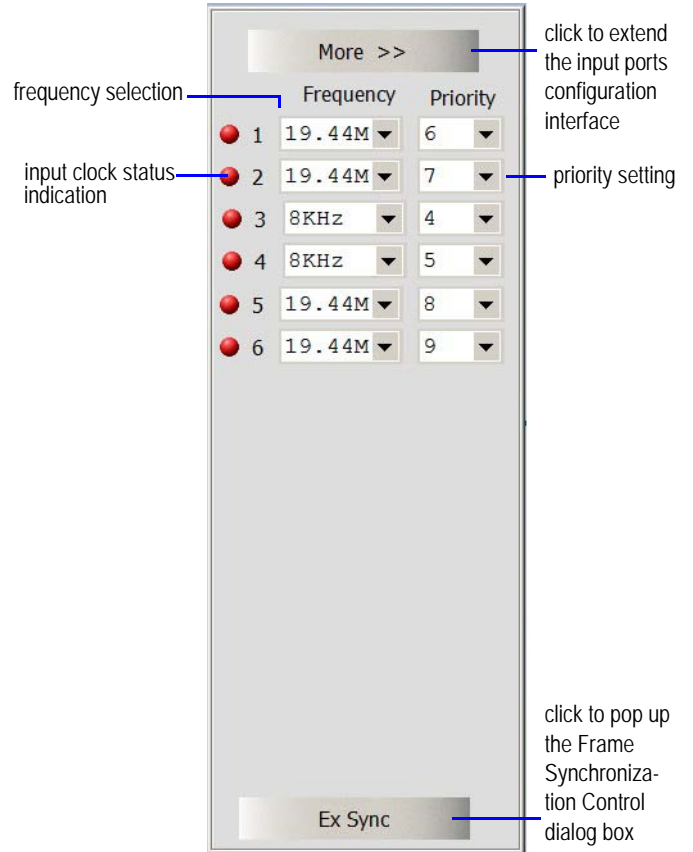 More >>
click to extend
the input ports
configuration
interface
frequency selection
Frequency Priority
1 19.44M 6
input clock status
indication
2 19.44M 7
priority setting
3 8KHz 4
4 8KHz 5
5 19.44M 8
6 19.44M 9
click to pop up
the Frame
Synchroniza-
tion Control
dialog box
Ex Sync